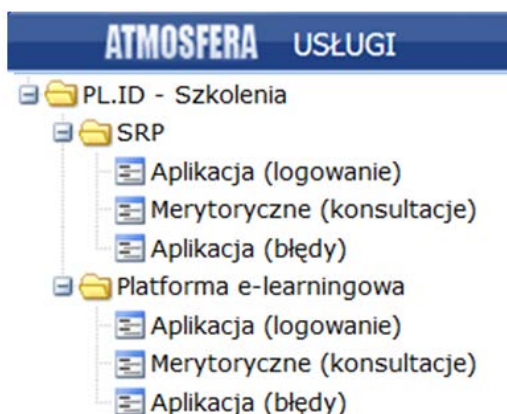 ATMOSFERA USŁUGI
PL.ID - Szkolenia
SRP
Aplikacja (logowanie)
Merytoryczne (konsultacje)
Aplikacja (błędy)
Platforma e-learningowa
Aplikacja (logowanie)
Merytoryczne (konsultacje)
Aplikacja (błędy)